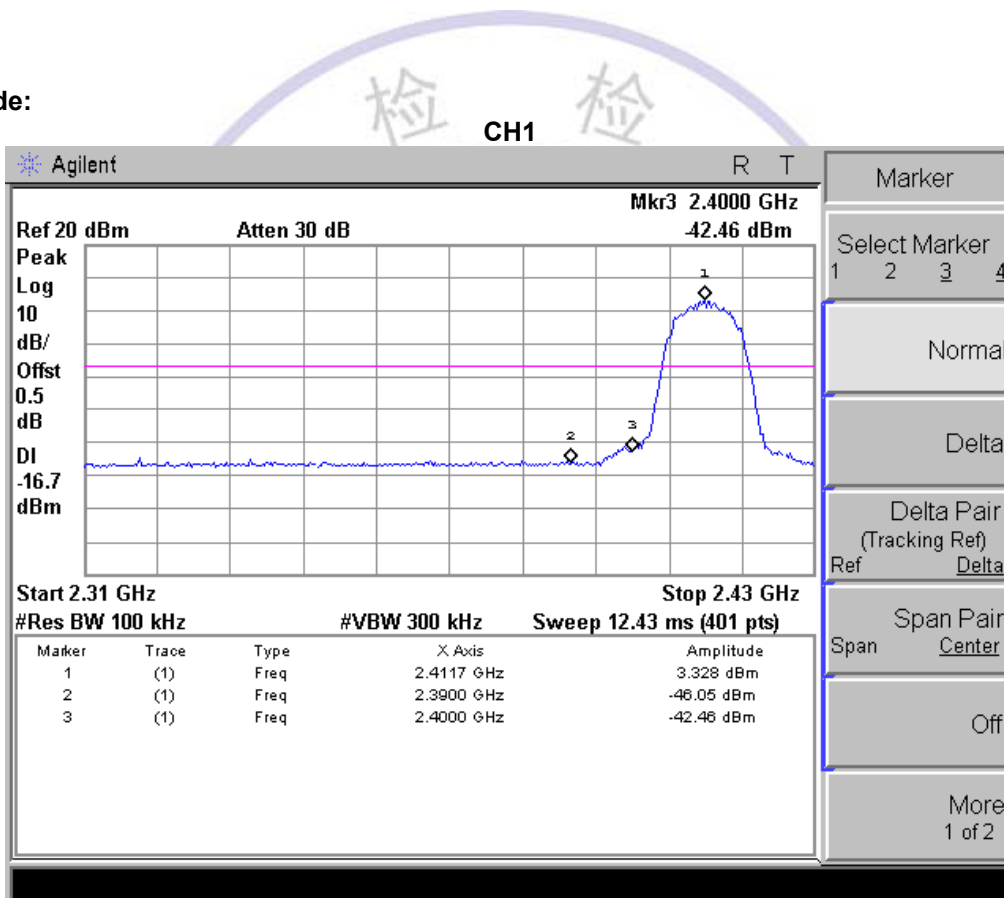 检 检
de:
CH1
Agilent R T
Mkr3 2.4000 GHz
Ref 20 dBm Atten 30 dB -42.46 dBm
Peak
Log
10
dB/
Offst
0.5
dB
DI
-16.7
dBm
1
2
3
Start 2.31 GHz Stop 2.43 GHz
#Res BW 100 kHz #VBW 300 kHz Sweep 12.43 ms (401 pts)
Marker Trace Type X Axis Amplitude
1 (1) Freq 2.4117 GHz 3.328 dBm
2 (1) Freq 2.3900 GHz -46.05 dBm
3 (1) Freq 2.4000 GHz -42.46 dBm
Marker
Select Marker
1 2 3 4
Normal
Delta
Delta Pair
(Tracking Ref)
Ref Delta
Span Pair
Span Center
Off
More
1 of 2